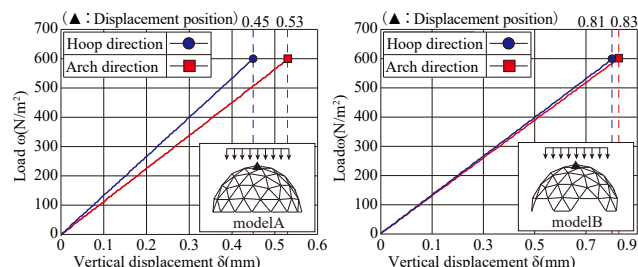 (▲ : Displacement position) 0.45 0.53
700
600
500
400
300
200
100
0
Load ω(N/m²)
Hoop direction
Arch direction
modelA
0 0.1 0.2 0.3 0.4 0.5 0.6
Vertical displacement δ(mm)
(▲ : Displacement position) 0.81 0.83
700
600
500
400
300
200
100
0
Loadω(N/m²)
Hoop direction
Arch direction
modelB
0 0.1 0.3 0.5 0.7 0.9
Vertical displacement δ(mm)